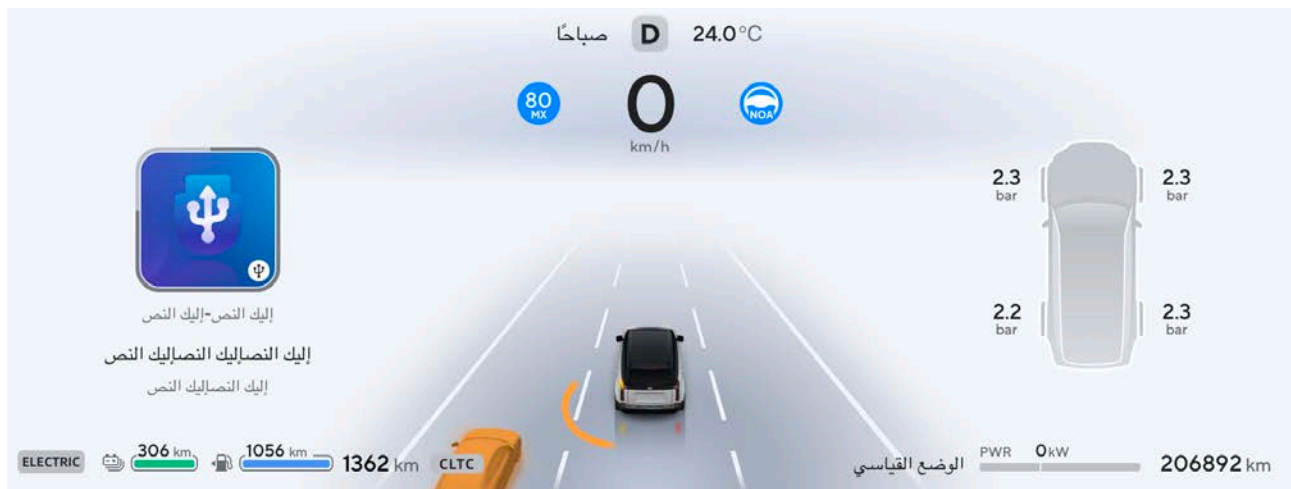 صباحًا D 24.0°C
80 MX
0
km/h
NOA
إليك النص-إليك النص
إليك النصإليك النصإليك النص
إليك النصإليك النص
2.3 bar
2.3 bar
2.2 bar
2.3 bar
ELECTRIC 306 km 1056 km 1362 km CLTC
الوضع القياسي PWR 0 kW 206892 km